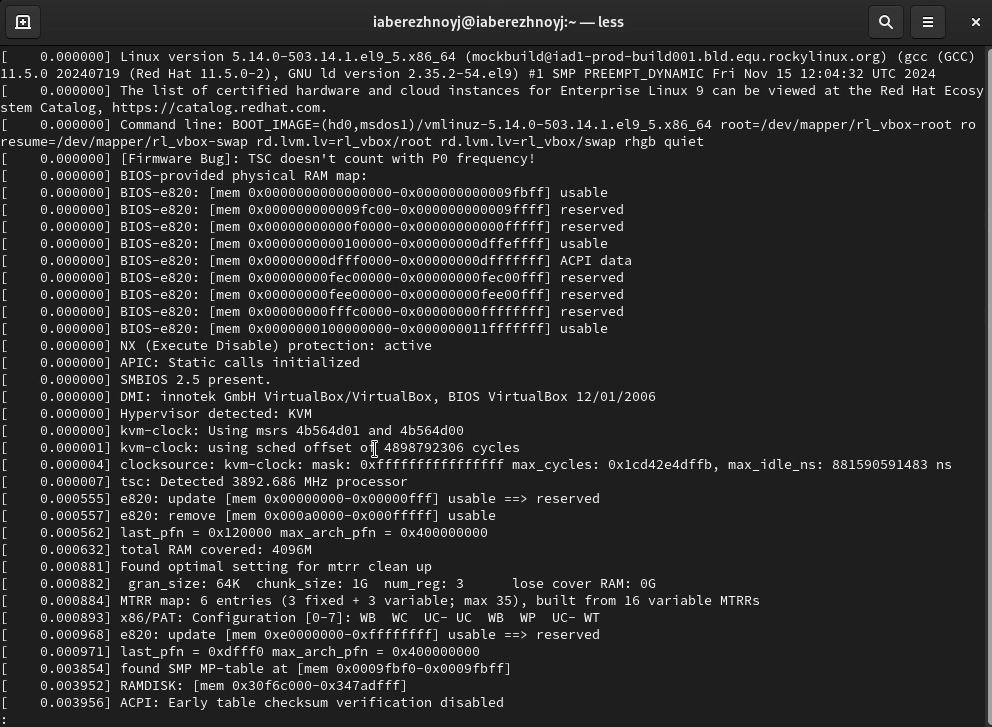 iaberezhnoyj@iaberezhnoyj:~ — less
[    0.000000] Linux version 5.14.0-503.14.1.el9_5.x86_64 (mockbuild@iad1-prod-build001.bld.equ.rockylinux.org) (gcc (GCC)
11.5.0 20240719 (Red Hat 11.5.0-2), GNU ld version 2.35.2-54.el9) #1 SMP PREEMPT_DYNAMIC Fri Nov 15 12:04:32 UTC 2024
[    0.000000] The list of certified hardware and cloud instances for Enterprise Linux 9 can be viewed at the Red Hat Ecosy
stem Catalog, https://catalog.redhat.com.
[    0.000000] Command line: BOOT_IMAGE=(hd0,msdos1)/vmlinuz-5.14.0-503.14.1.el9_5.x86_64 root=/dev/mapper/rl_vbox-root ro
resume=/dev/mapper/rl_vbox-swap rd.lvm.lv=rl_vbox/root rd.lvm.lv=rl_vbox/swap rhgb quiet
[    0.000000] [Firmware Bug]: TSC doesn't count with P0 frequency!
[    0.000000] BIOS-provided physical RAM map:
[    0.000000] BIOS-e820: [mem 0x0000000000000000-0x000000000009fbff] usable
[    0.000000] BIOS-e820: [mem 0x000000000009fc00-0x000000000009ffff] reserved
[    0.000000] BIOS-e820: [mem 0x00000000000f0000-0x00000000000fffff] reserved
[    0.000000] BIOS-e820: [mem 0x0000000000100000-0x00000000dffeffff] usable
[    0.000000] BIOS-e820: [mem 0x00000000dfff0000-0x00000000dfffffff] ACPI data
[    0.000000] BIOS-e820: [mem 0x00000000fec00000-0x00000000fec00fff] reserved
[    0.000000] BIOS-e820: [mem 0x00000000fee00000-0x00000000fee00fff] reserved
[    0.000000] BIOS-e820: [mem 0x00000000fffc0000-0x00000000ffffffff] reserved
[    0.000000] BIOS-e820: [mem 0x0000000100000000-0x000000011fffffff] usable
[    0.000000] NX (Execute Disable) protection: active
[    0.000000] APIC: Static calls initialized
[    0.000000] SMBIOS 2.5 present.
[    0.000000] DMI: innotek GmbH VirtualBox/VirtualBox, BIOS VirtualBox 12/01/2006
[    0.000000] Hypervisor detected: KVM
[    0.000000] kvm-clock: Using msrs 4b564d01 and 4b564d00
[    0.000001] kvm-clock: using sched offset of 4898792306 cycles
[    0.000004] clocksource: kvm-clock: mask: 0xffffffffffffffff max_cycles: 0x1cd42e4dffb, max_idle_ns: 881590591483 ns
[    0.000007] tsc: Detected 3892.686 MHz processor
[    0.000555] e820: update [mem 0x00000000-0x00000fff] usable ==> reserved
[    0.000557] e820: remove [mem 0x000a0000-0x000fffff] usable
[    0.000562] last_pfn = 0x120000 max_arch_pfn = 0x400000000
[    0.000632] total RAM covered: 4096M
[    0.000881] Found optimal setting for mtrr clean up
[    0.000882]  gran_size: 64K  chunk_size: 1G  num_reg: 3      lose cover RAM: 0G
[    0.000884] MTRR map: 6 entries (3 fixed + 3 variable; max 35), built from 16 variable MTRRs
[    0.000893] x86/PAT: Configuration [0-7]: WB  WC  UC- UC  WB  WP  UC- WT
[    0.000968] e820: update [mem 0xe0000000-0xffffffff] usable ==> reserved
[    0.000971] last_pfn = 0xdfff0 max_arch_pfn = 0x400000000
[    0.003854] found SMP MP-table at [mem 0x0009fbf0-0x0009fbff]
[    0.003952] RAMDISK: [mem 0x30f6c000-0x347adfff]
[    0.003956] ACPI: Early table checksum verification disabled
: